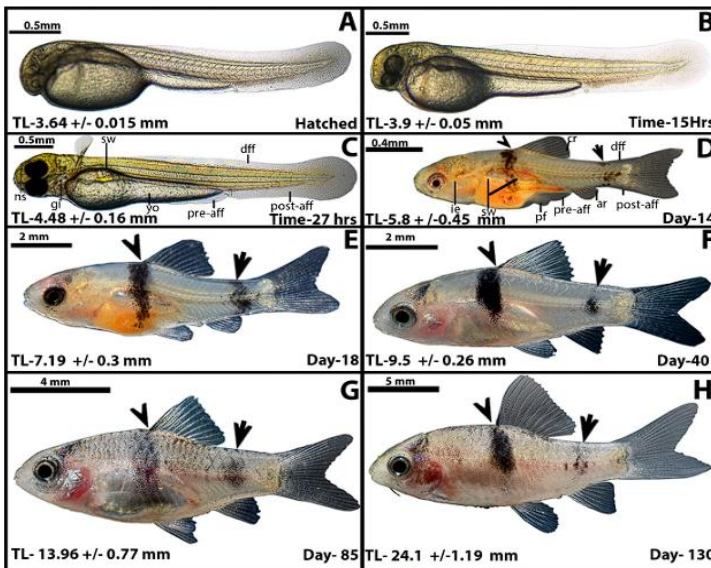 A
0.5mm
TL-3.64 +/- 0.015 mm
Hatched
B
0.5mm
TL-3.9 +/- 0.05 mm
Time-15Hrs
C
0.5mm
sw
dff
ns
gi
yo
pre-aff
post-aff
TL-4.48 +/- 0.16 mm
Time-27 hrs
D
0.4mm
cr
dff
ie
sw
pf
pre-aff
ar
post-aff
TL-5.8 +/-0.45 mm
Day-14
E
2 mm
TL-7.19 +/- 0.3 mm
Day-18
F
2 mm
TL-9.5 +/- 0.26 mm
Day-40
G
4 mm
TL- 13.96 +/- 0.77 mm
Day- 85
H
5 mm
TL- 24.1 +/-1.19 mm
Day- 130